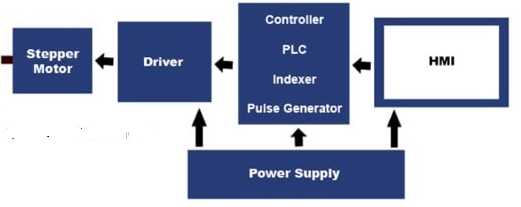 Stepper
Motor
Driver
Controller
PLC
Indexer
Pulse Generator
HMI
Power Supply